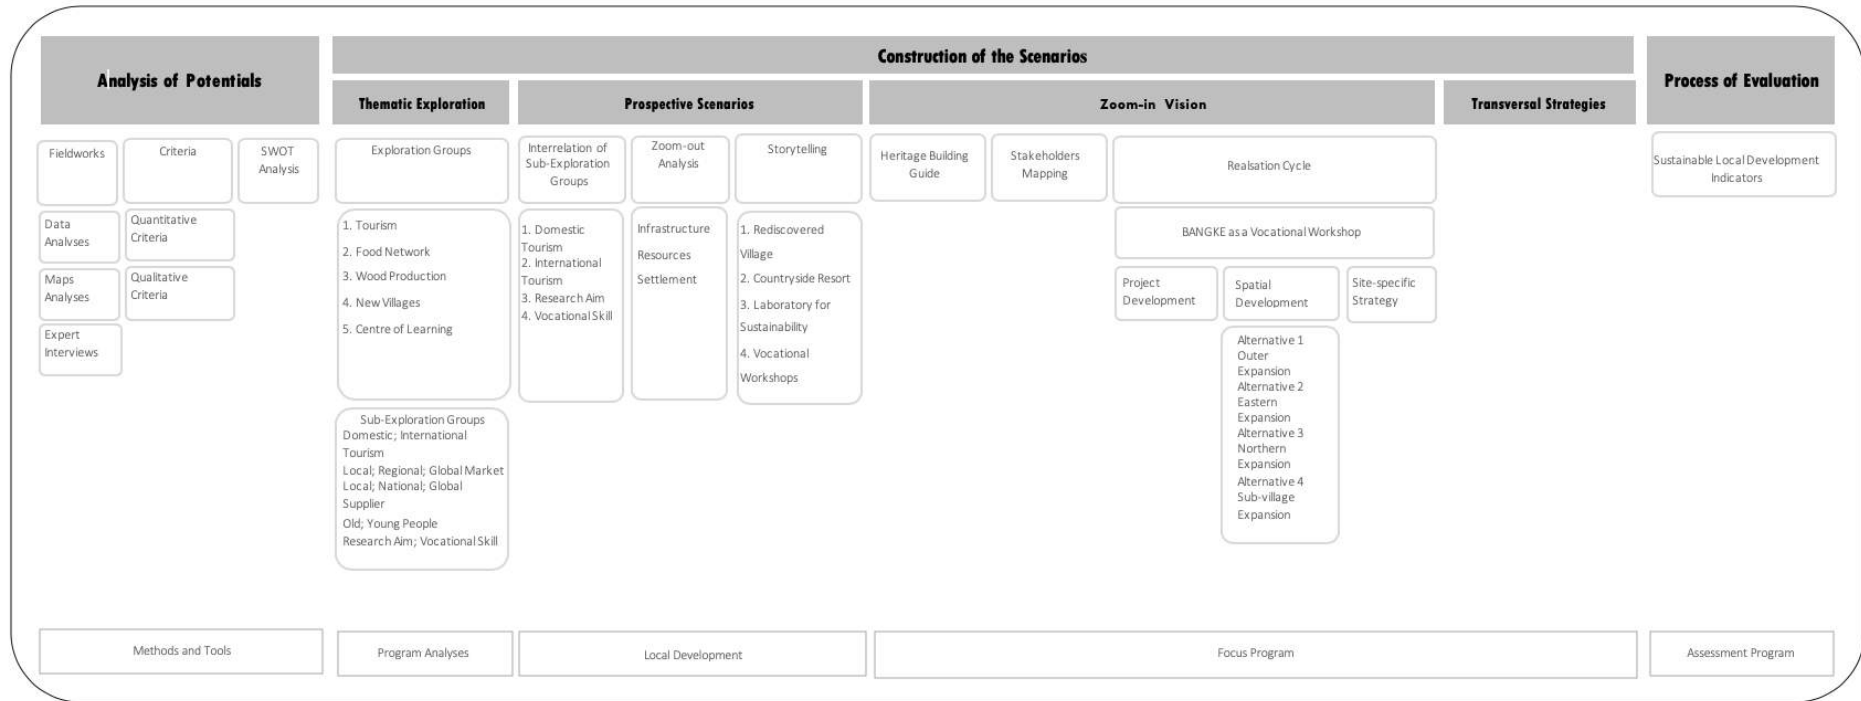 Analysis of Potentials
Construction of the Scenarios
Process of Evaluation
Thematic Exploration
Prospective Scenarios
Zoom-in Vision
Transversal Strategies
Fieldworks
Criteria
SWOT
Analysis
Data
Analvses
Quantitative
Criteria
Maps
Analyses
Qualitative
Criteria
Expert
Interviews
Exploration Groups
1. Tourism
2. Food Network
3. Wood Production
4. New Villages
5. Centre of Learning
Sub-Exploration Groups
Domestic; International
Tourism
Local; Regional; Global Market
Local; National; Global
Supplier
Old; Young People
Research Aim; Vocational Skill
Interrelation of
Sub-Exploration
Groups
1. Domestic
Tourism
2. International
Tourism
3. Research Aim
4. Vocational Skill
Zoom-out
Analysis
Infrastructure
Resources
Settlement
Storytelling
1. Rediscovered
Village
2. Countryside Resort
3. Laboratory for
Sustainability
4. Vocational
Workshops
Heritage Building
Guide
Stakeholders
Mapping
Realsation Cycle
BANGKE as a Vocational Workshop
Project
Development
Spatial
Development
Site-specific
Strategy
Alternative 1
Outer
Expansion
Alternative 2
Eastern
Expansion
Alternative 3
Northern
Expansion
Alternative 4
Sub-village
Expansion
Sustainable Local Development
Indicators
Methods and Tools
Program Analyses
Local Development
Focus Program
Assessment Program